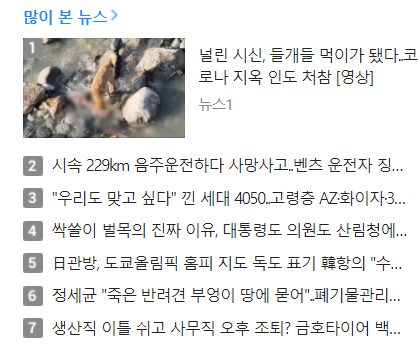 많이 본 뉴스
1
널린 시신, 들개들 먹이가 됐다..코
로나 지옥 인도 처참 [영상]
뉴스1
2 시속 229km 음주운전하다 사망사고..벤츠 운전자 징...
3 "우리도 맞고 싶다" 낀 세대 4050..고령층 AZ·화이자·3...
4 싹쓸이 벌목의 진짜 이유, 대통령도 의원도 산림청에...
5 日관방, 도쿄올림픽 홈피 지도 독도 표기 韓항의 "수...
6 정세균 "죽은 반려견 부엉이 땅에 묻어"..폐기물관리...
7 생산직 이틀 쉬고 사무직 오후 조퇴? 금호타이어 백...